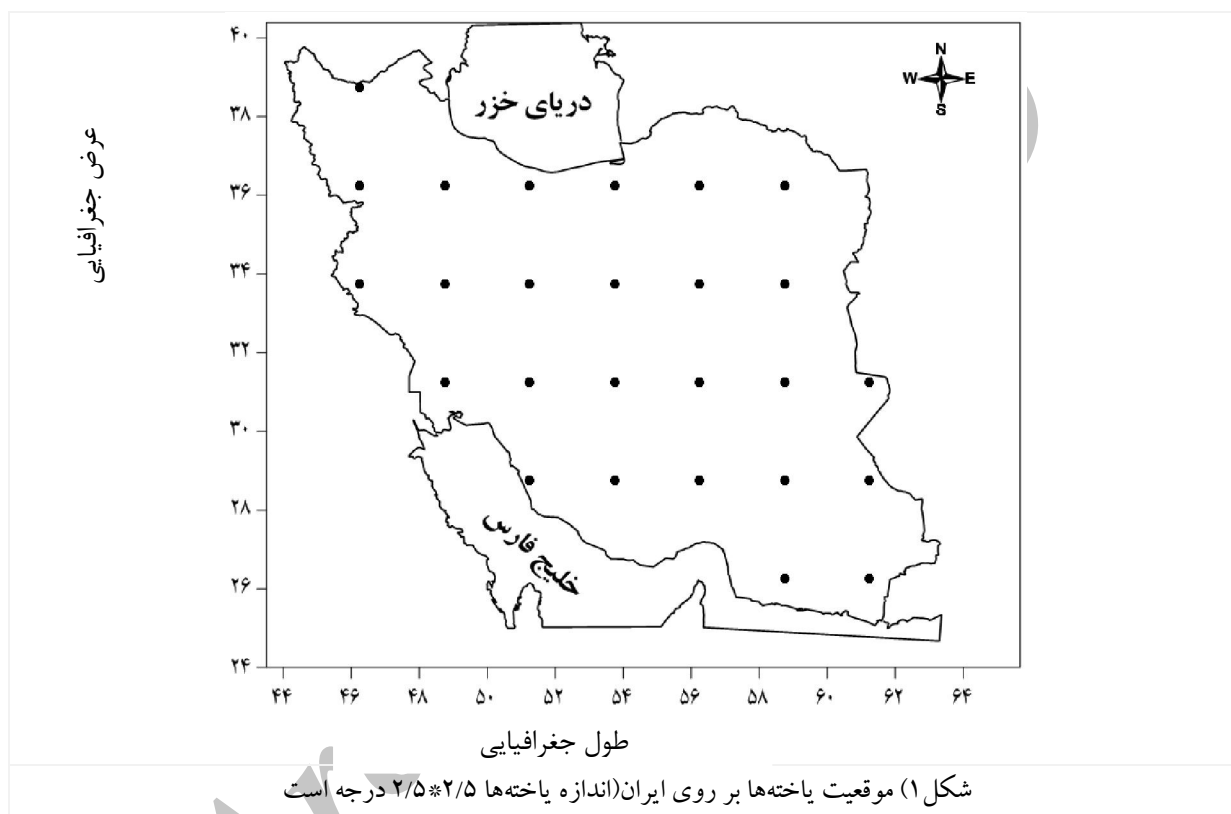 ۴۰
N
W E
S
دریای خزر
۳۸
۳۶
۳۴
۳۲
۳۰
۲۸
۲۶
۲۴
عرض جغرافیایی
خلیج فارس
۴۴ ۴۶ ۴۸ ۵۰ ۵۲ ۵۴ ۵۶ ۵۸ ۶۰ ۶۲ ۶۴
طول جغرافیایی
شکل۱) موقعیت یاخته‌ها بر روی ایران(اندازه یاخته‌ها ۲/۵*۲/۵ درجه است